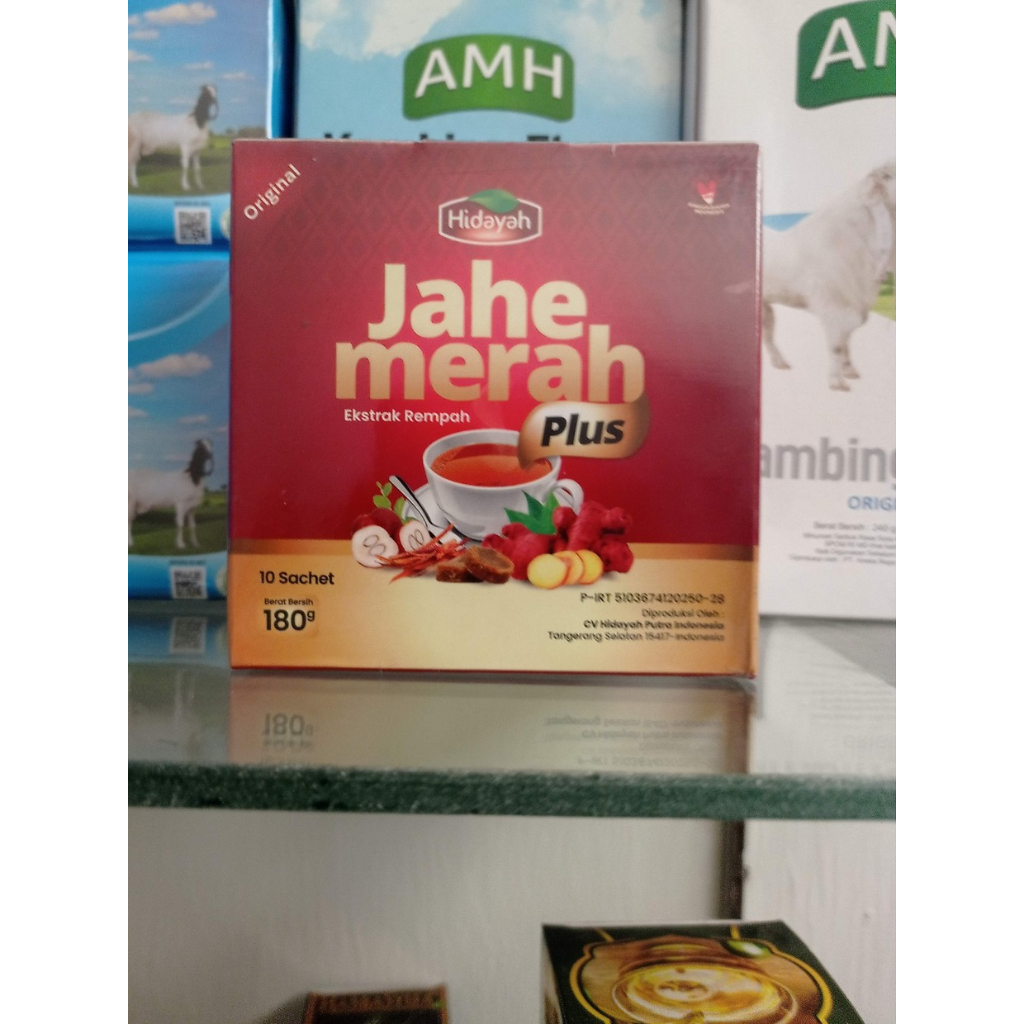 AMH
Original
Hidayah
Jahe
merah
Ekstrak Rempah
Plus
10 Sachet
Berat Bersih
180g
P-IRT 5103674120250-28
Diproduksi Oleh :
CV Hidayah Putra Indonesia
Tangerang Selatan 15417-Indonesia
ambing
ORIGI